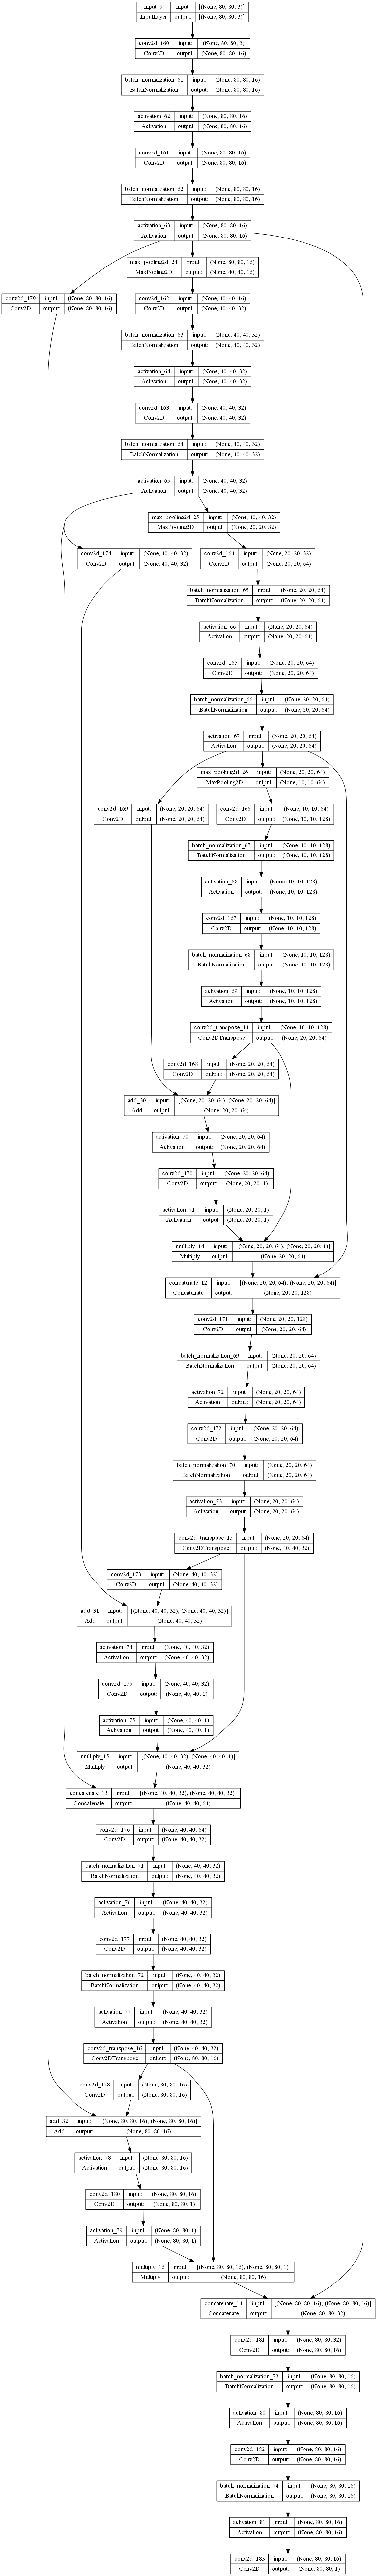 input_9 input: [(None, 80, 80, 3)]
InputLayer output: [(None, 80, 80, 3)]
conv2d_160 input: (None, 80, 80, 3)
Conv2D output: (None, 80, 80, 16)
batch_normalization_61 input: (None, 80, 80, 16)
BatchNormalization output: (None, 80, 80, 16)
activation_62 input: (None, 80, 80, 16)
Activation output: (None, 80, 80, 16)
conv2d_161 input: (None, 80, 80, 16)
Conv2D output: (None, 80, 80, 16)
batch_normalization_62 input: (None, 80, 80, 16)
BatchNormalization output: (None, 80, 80, 16)
activation_63 input: (None, 80, 80, 16)
Activation output: (None, 80, 80, 16)
max_pooling2d_24 input: (None, 80, 80, 16)
MaxPooling2D output: (None, 40, 40, 16)
conv2d_179 input: (None, 80, 80, 16)
Conv2D output: (None, 80, 80, 16)
conv2d_162 input: (None, 40, 40, 16)
Conv2D output: (None, 40, 40, 32)
batch_normalization_63 input: (None, 40, 40, 32)
BatchNormalization output: (None, 40, 40, 32)
activation_64 input: (None, 40, 40, 32)
Activation output: (None, 40, 40, 32)
conv2d_163 input: (None, 40, 40, 32)
Conv2D output: (None, 40, 40, 32)
batch_normalization_64 input: (None, 40, 40, 32)
BatchNormalization output: (None, 40, 40, 32)
activation_65 input: (None, 40, 40, 32)
Activation output: (None, 40, 40, 32)
max_pooling2d_25 input: (None, 40, 40, 32)
MaxPooling2D output: (None, 20, 20, 32)
conv2d_174 input: (None, 40, 40, 32)
Conv2D output: (None, 40, 40, 32)
conv2d_164 input: (None, 20, 20, 32)
Conv2D output: (None, 20, 20, 64)
batch_normalization_65 input: (None, 20, 20, 64)
BatchNormalization output: (None, 20, 20, 64)
activation_66 input: (None, 20, 20, 64)
Activation output: (None, 20, 20, 64)
conv2d_165 input: (None, 20, 20, 64)
Conv2D output: (None, 20, 20, 64)
batch_normalization_66 input: (None, 20, 20, 64)
BatchNormalization output: (None, 20, 20, 64)
activation_67 input: (None, 20, 20, 64)
Activation output: (None, 20, 20, 64)
max_pooling2d_26 input: (None, 20, 20, 64)
MaxPooling2D output: (None, 10, 10, 64)
conv2d_169 input: (None, 20, 20, 64)
Conv2D output: (None, 20, 20, 64)
conv2d_166 input: (None, 10, 10, 64)
Conv2D output: (None, 10, 10, 128)
batch_normalization_67 input: (None, 10, 10, 128)
BatchNormalization output: (None, 10, 10, 128)
activation_68 input: (None, 10, 10, 128)
Activation output: (None, 10, 10, 128)
conv2d_167 input: (None, 10, 10, 128)
Conv2D output: (None, 10, 10, 128)
batch_normalization_68 input: (None, 10, 10, 128)
BatchNormalization output: (None, 10, 10, 128)
activation_69 input: (None, 10, 10, 128)
Activation output: (None, 10, 10, 128)
conv2d_transpose_14 input: (None, 10, 10, 128)
Conv2DTranspose output: (None, 20, 20, 64)
conv2d_168 input: (None, 20, 20, 64)
Conv2D output: (None, 20, 20, 64)
add_30 input: [(None, 20, 20, 64), (None, 20, 20, 64)]
Add output: (None, 20, 20, 64)
activation_70 input: (None, 20, 20, 64)
Activation output: (None, 20, 20, 64)
conv2d_170 input: (None, 20, 20, 64)
Conv2D output: (None, 20, 20, 1)
activation_71 input: (None, 20, 20, 1)
Activation output: (None, 20, 20, 1)
multiply_14 input: [(None, 20, 20, 64), (None, 20, 20, 1)]
Multiply output: (None, 20, 20, 64)
concatenate_12 input: [(None, 20, 20, 64), (None, 20, 20, 64)]
Concatenate output: (None, 20, 20, 128)
conv2d_171 input: (None, 20, 20, 128)
Conv2D output: (None, 20, 20, 64)
batch_normalization_69 input: (None, 20, 20, 64)
BatchNormalization output: (None, 20, 20, 64)
activation_72 input: (None, 20, 20, 64)
Activation output: (None, 20, 20, 64)
conv2d_172 input: (None, 20, 20, 64)
Conv2D output: (None, 20, 20, 64)
batch_normalization_70 input: (None, 20, 20, 64)
BatchNormalization output: (None, 20, 20, 64)
activation_73 input: (None, 20, 20, 64)
Activation output: (None, 20, 20, 64)
conv2d_transpose_15 input: (None, 20, 20, 64)
Conv2DTranspose output: (None, 40, 40, 32)
conv2d_173 input: (None, 40, 40, 32)
Conv2D output: (None, 40, 40, 32)
add_31 input: [(None, 40, 40, 32), (None, 40, 40, 32)]
Add output: (None, 40, 40, 32)
activation_74 input: (None, 40, 40, 32)
Activation output: (None, 40, 40, 32)
conv2d_175 input: (None, 40, 40, 32)
Conv2D output: (None, 40, 40, 1)
activation_75 input: (None, 40, 40, 1)
Activation output: (None, 40, 40, 1)
multiply_15 input: [(None, 40, 40, 32), (None, 40, 40, 1)]
Multiply output: (None, 40, 40, 32)
concatenate_13 input: [(None, 40, 40, 32), (None, 40, 40, 32)]
Concatenate output: (None, 40, 40, 64)
conv2d_176 input: (None, 40, 40, 64)
Conv2D output: (None, 40, 40, 32)
batch_normalization_71 input: (None, 40, 40, 32)
BatchNormalization output: (None, 40, 40, 32)
activation_76 input: (None, 40, 40, 32)
Activation output: (None, 40, 40, 32)
conv2d_177 input: (None, 40, 40, 32)
Conv2D output: (None, 40, 40, 32)
batch_normalization_72 input: (None, 40, 40, 32)
BatchNormalization output: (None, 40, 40, 32)
activation_77 input: (None, 40, 40, 32)
Activation output: (None, 40, 40, 32)
conv2d_transpose_16 input: (None, 40, 40, 32)
Conv2DTranspose output: (None, 80, 80, 16)
conv2d_178 input: (None, 80, 80, 16)
Conv2D output: (None, 80, 80, 16)
add_32 input: [(None, 80, 80, 16), (None, 80, 80, 16)]
Add output: (None, 80, 80, 16)
activation_78 input: (None, 80, 80, 16)
Activation output: (None, 80, 80, 16)
conv2d_180 input: (None, 80, 80, 16)
Conv2D output: (None, 80, 80, 1)
activation_79 input: (None, 80, 80, 1)
Activation output: (None, 80, 80, 1)
multiply_16 input: [(None, 80, 80, 16), (None, 80, 80, 1)]
Multiply output: (None, 80, 80, 16)
concatenate_14 input: [(None, 80, 80, 16), (None, 80, 80, 16)]
Concatenate output: (None, 80, 80, 32)
conv2d_181 input: (None, 80, 80, 32)
Conv2D output: (None, 80, 80, 16)
batch_normalization_73 input: (None, 80, 80, 16)
BatchNormalization output: (None, 80, 80, 16)
activation_80 input: (None, 80, 80, 16)
Activation output: (None, 80, 80, 16)
conv2d_182 input: (None, 80, 80, 16)
Conv2D output: (None, 80, 80, 16)
batch_normalization_74 input: (None, 80, 80, 16)
BatchNormalization output: (None, 80, 80, 16)
activation_81 input: (None, 80, 80, 16)
Activation output: (None, 80, 80, 16)
conv2d_183 input: (None, 80, 80, 16)
Conv2D output: (None, 80, 80, 1)